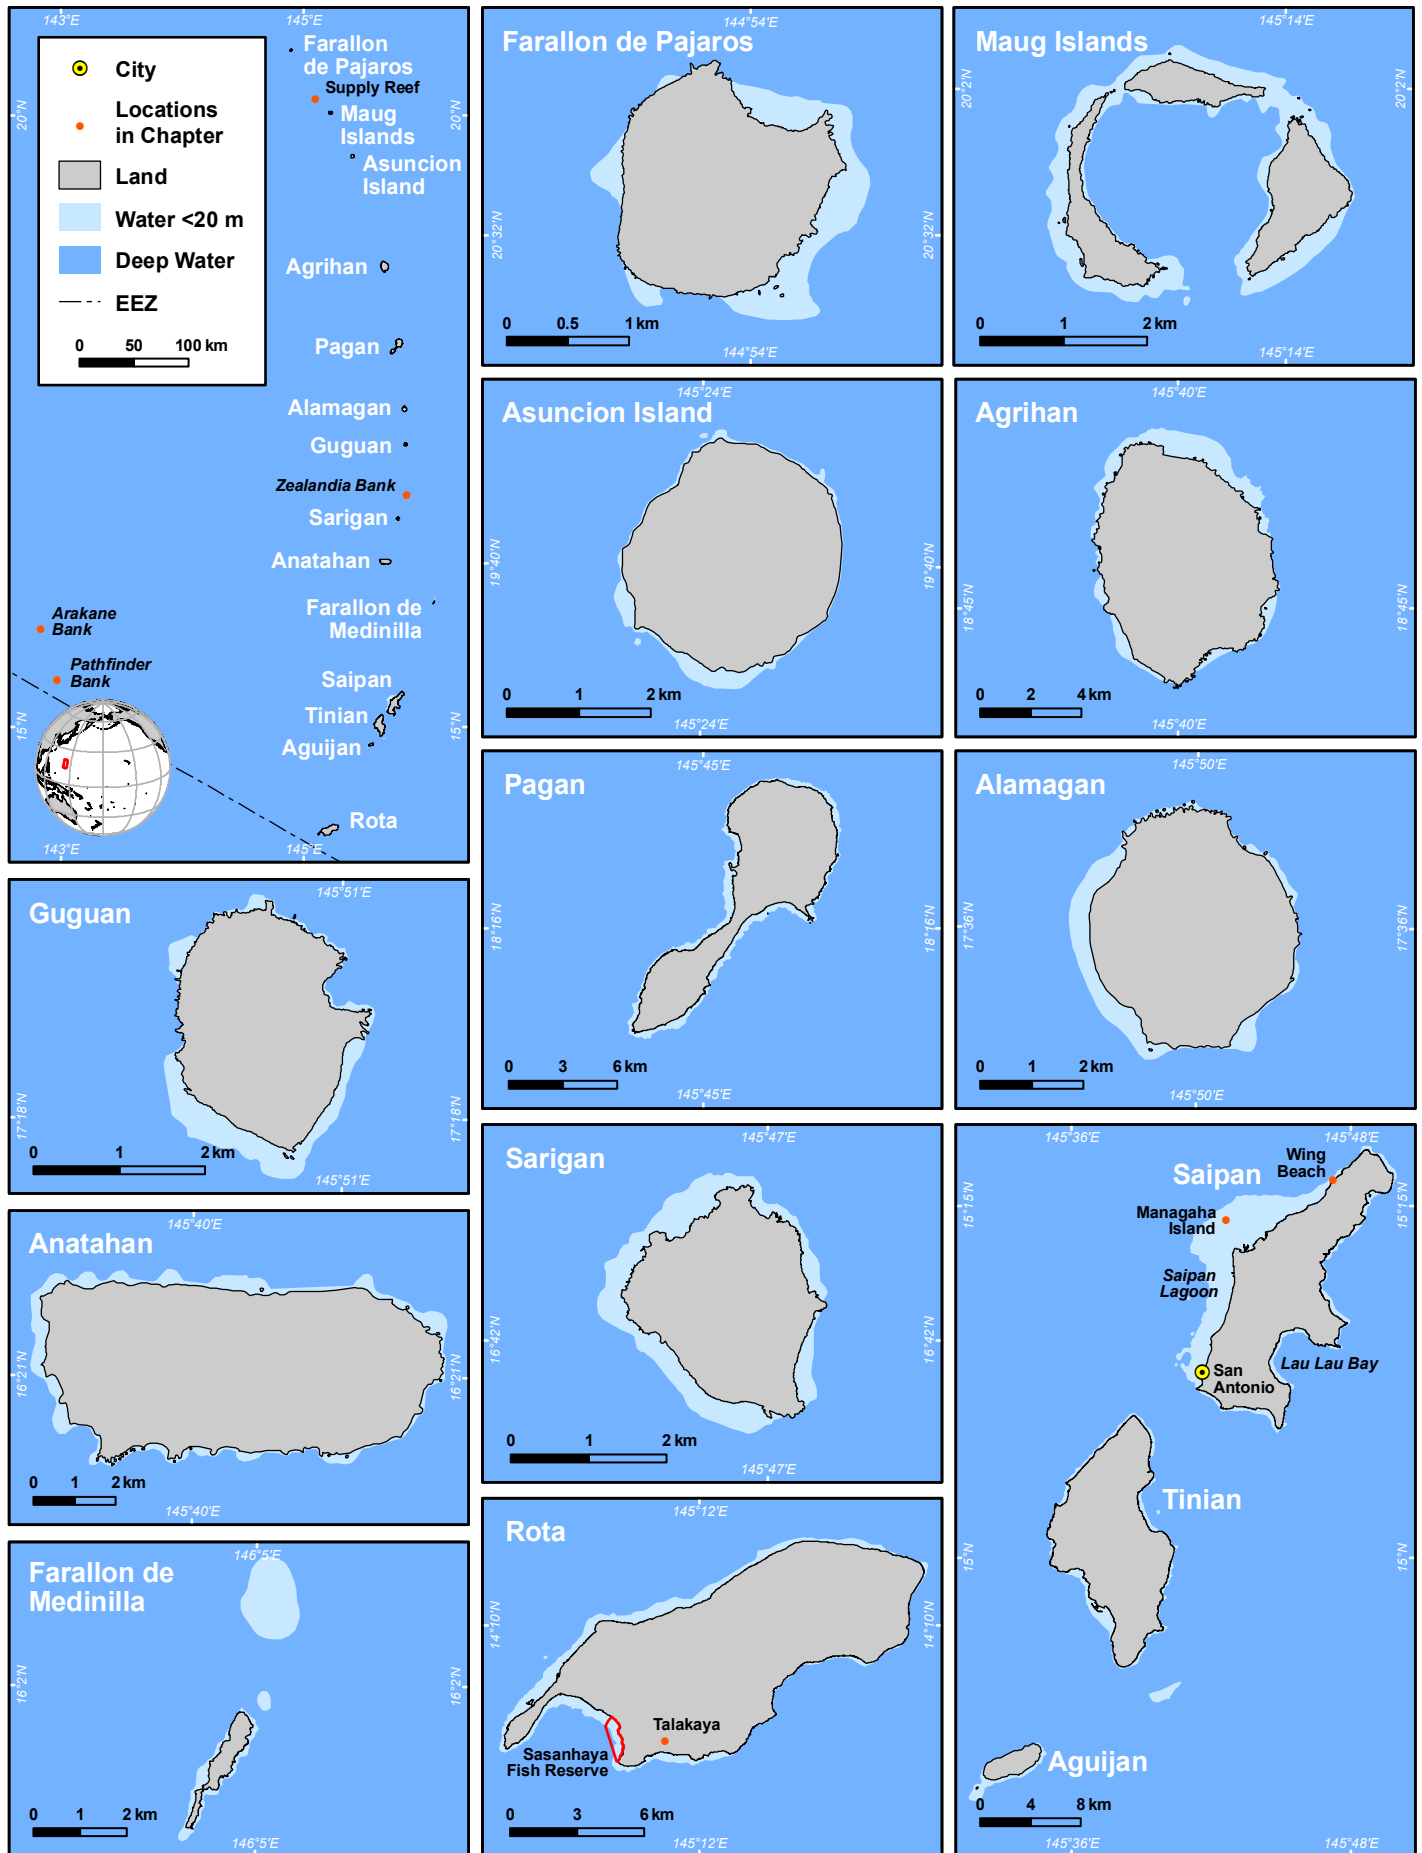 143°E
145°E
City
Locations
in Chapter
Land
Water <20 m
Deep Water
EEZ
0 50 100 km
Farallon
de Pajaros
Supply Reef
20°N
20°N
Maug
Islands
Asuncion
Island
Agrihan
Pagan
Alamagan
Guguan
Zealandia Bank
Sarigan
Anatahan
Farallon de
Medinilla
Arakane
Bank
Pathfinder
Bank
Saipan
Tinian
15°N
15°N
Aguijan
Rota
143°E
145°E
Farallon de Pajaros
144°54'E
20°32'N
20°32'N
0 0.5 1 km
144°54'E
Maug Islands
145°14'E
20°2'N
20°2'N
0 1 2 km
145°14'E
Asuncion Island
145°24'E
19°40'N
19°40'N
0 1 2 km
145°24'E
Agrihan
145°40'E
18°45'N
18°45'N
0 2 4 km
145°40'E
Pagan
145°45'E
18°16'N
18°16'N
0 3 6 km
145°45'E
Alamagan
145°50'E
17°36'N
17°36'N
0 1 2 km
145°50'E
Guguan
145°51'E
17°18'N
17°18'N
0 1 2 km
145°51'E
Sarigan
145°47'E
16°42'N
16°42'N
0 1 2 km
145°47'E
Anatahan
145°40'E
16°21'N
16°21'N
0 1 2 km
145°40'E
Farallon de
Medinilla
146°5'E
16°2'N
16°2'N
0 1 2 km
146°5'E
Rota
145°12'E
14°10'N
14°10'N
Talakaya
Sasanhaya
Fish Reserve
0 3 6 km
145°12'E
145°36'E
145°48'E
Saipan
Wing
Beach
15°15'N
15°15'N
Managaha
Island
Saipan
Lagoon
Lau Lau Bay
San
Antonio
Tinian
15°N
15°N
Aguijan
0 4 8 km
145°36'E
145°48'E